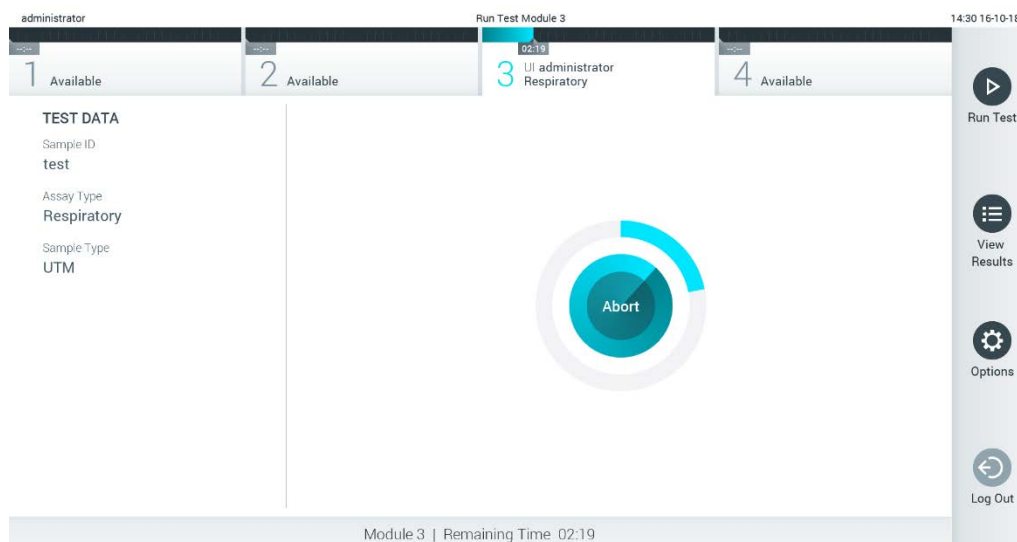 administrator
Run Test Module 3
14:30 16-10-18
--:--
1 Available
--:--
2 Available
02:19
3 UI administrator
Respiratory
--:--
4 Available
Run Test
TEST DATA
Sample ID
test
Assay Type
Respiratory
Sample Type
UTM
Abort
View
Results
Options
Log Out
Module 3 | Remaining Time 02:19